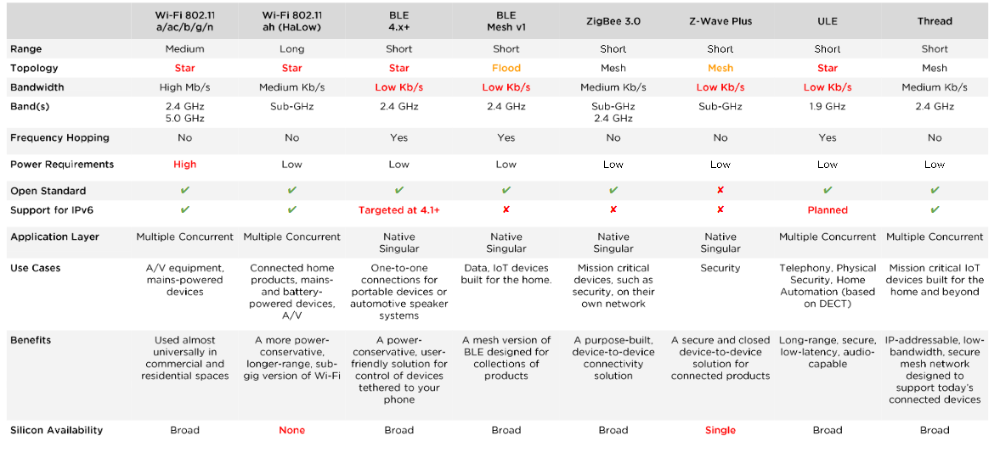 Wi-Fi 802.11 a/ac/b/g/n
Wi-Fi 802.11 ah (HaLow)
BLE 4.x+
BLE Mesh v1
ZigBee 3.0
Z-Wave Plus
ULE
Thread
Range Medium Long Short Short Short Short Short Short
Topology Star Star Star Flood Mesh Mesh Star Mesh
Bandwidth High Mb/s Medium Kb/s Low Kb/s Low Kb/s Medium Kb/s Low Kb/s Low Kb/s Medium Kb/s
Band(s) 2.4 GHz Sub-GHz 2.4 GHz 2.4 GHz Sub-GHz Sub-GHz 1.9 GHz 2.4 GHz
5.0 GHz 2.4 GHz
Frequency Hopping No No Yes Yes No No Yes No
Power Requirements High Low Low Low Low Low Low Low
Open Standard ✔ ✔ ✔ ✔ ✔ ✘ ✔ ✔
Support for IPv6 ✔ ✔ Targeted at 4.1+ ✘ ✘ ✘ Planned ✔
Application Layer Multiple Concurrent Multiple Concurrent Native Native Native Native Multiple Concurrent Multiple Concurrent
Singular Singular Singular Singular
Use Cases
A/V equipment,
mains-powered
devices
Connected home
products, mains-
and battery-
powered devices,
A/V
One-to-one
connections for
portable devices or
automotive speaker
systems
Data, IoT devices
built for the home.
Mission critical
devices, such as
security, on their
own network
Security
Telephony, Physical
Security, Home
Automation (based
on DECT)
Mission critical IoT
devices built for the
home and beyond
Benefits
Used almost
universally in
commercial and
residential spaces
A more power-
conservative,
longer-range, sub-
gig version of Wi-Fi
A power-
conservative, user-
friendly solution for
control of devices
tethered to your
phone
A mesh version of
BLE designed for
collections of
products
A purpose-built,
device-to-device
connectivity
solution
A secure and closed
device-to-device
solution for
connected products
Long-range, secure,
low-latency, audio-
capable
IP-addressable, low-
bandwidth, secure
mesh network
designed to
support today's
connected devices
Silicon Availability Broad None Broad Broad Broad Single Broad Broad